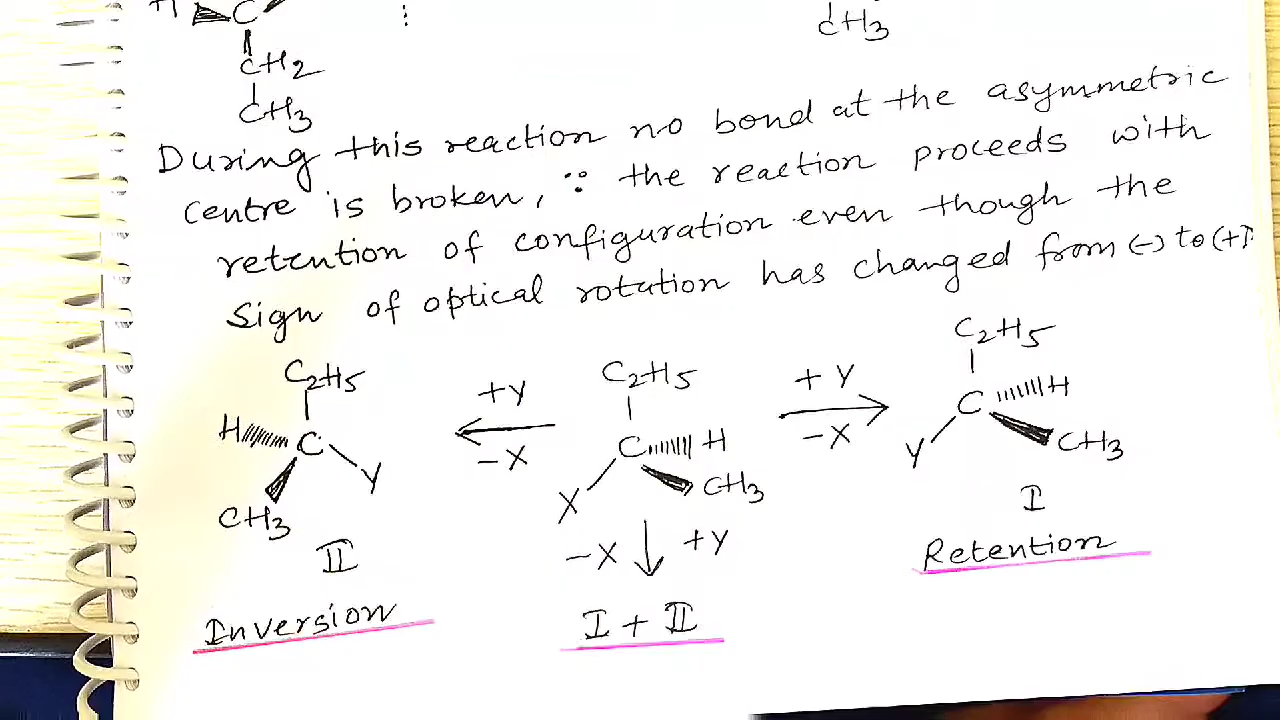 H C
CH2
CH3
CH3
During this reaction no bond at the asymmetric
centre is broken, ∵ the reaction proceeds with
retention of configuration even though the
sign of optical rotation has changed from (-) to (+).
C2H5 +Y C2H5 + Y C2H5
H C Y -X C H -X C H
CH3 X CH3 Y CH3
II -X +Y I
Inversion I + II Retention